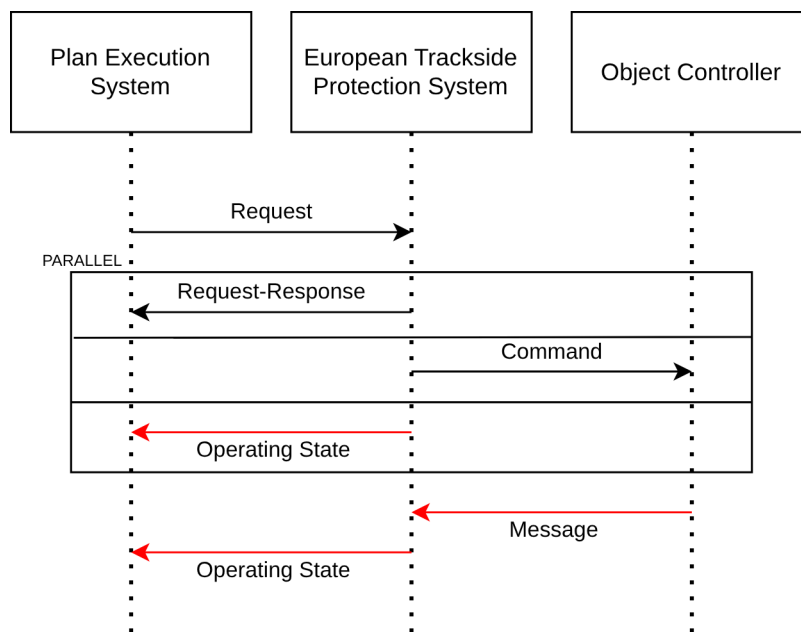 Plan Execution
System
European Trackside
Protection System
Object Controller
Request
PARALLEL
Request-Response
Command
Operating State
Message
Operating State